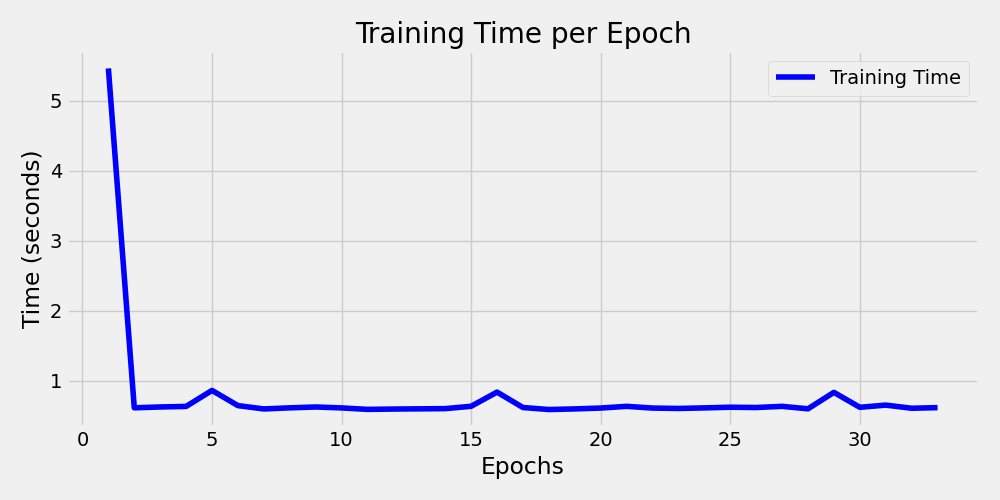 Training Time per Epoch
Training Time
Time (seconds)
5
4
3
2
1
0 5 10 15 20 25 30
Epochs